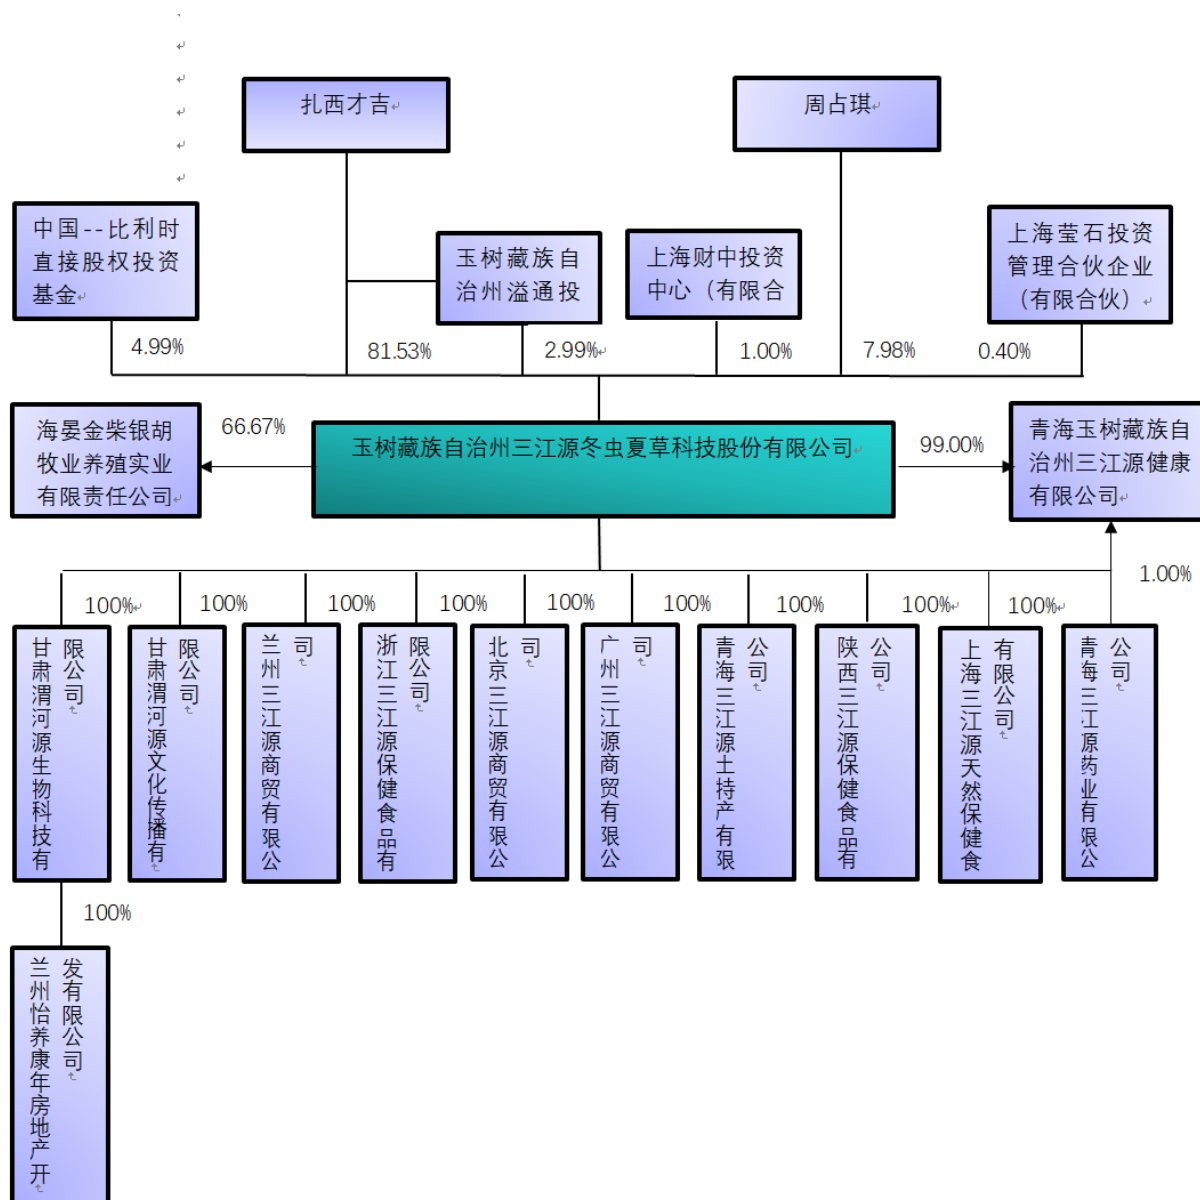 扎西才吉
周占琪
中国--比利时
直接股权投资
基金
玉树藏族自
治州溢通投
上海财中投资
中心（有限合
上海莹石投资
管理合伙企业
（有限合伙）
4.99%
81.53%
2.99%
1.00%
7.98%
0.40%
海晏金柴银胡
牧业养殖实业
有限责任公司
66.67%
玉树藏族自治州三江源冬虫夏草科技股份有限公司
99.00%
青海玉树藏族自
治州三江源健康
有限公司
1.00%
100%
100%
100%
100%
100%
100%
100%
100%
100%
甘肃渭河源生物科技有
限公司
甘肃渭河源文化传播有
限公司
兰州三江源商贸有限公
司
浙江三江源保健食品有
限公司
北京三江源商贸有限公
司
广州三江源商贸有限公
司
青海三江源土持产有限
公司
陕西三江源保健食品有
公司
上海三江源天然保健食
有限公司
青海三江源药业有限公
公司
100%
兰州怡养康年房地产开
发有限公司